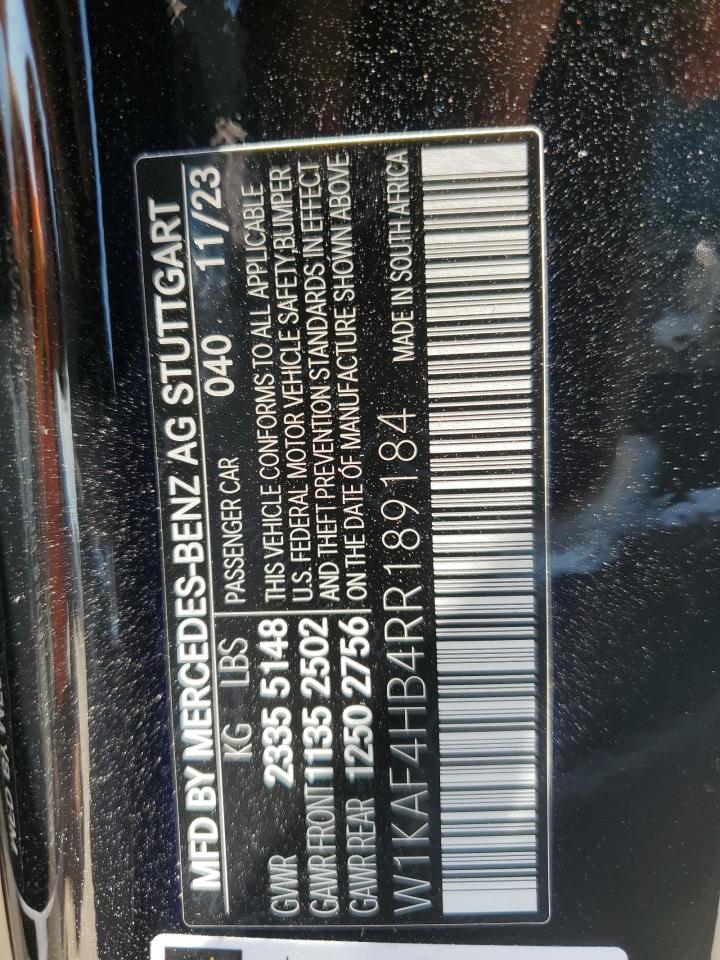 MFD BY MERCEDES-BENZ AG STUTTGART
KG LBS PASSENGER CAR 040 11/23
GVWR 2335 5148 THIS VEHICLE CONFORMS TO ALL APPLICABLE
U.S. FEDERAL MOTOR VEHICLE SAFETY BUMPER
GAWR FRONT 1135 2502 AND THEFT PREVENTION STANDARDS IN EFFECT
GAWR REAR 1250 2756 ON THE DATE OF MANUFACTURE SHOWN ABOVE
W1KAF4HB4RR189184 MADE IN SOUTH AFRICA